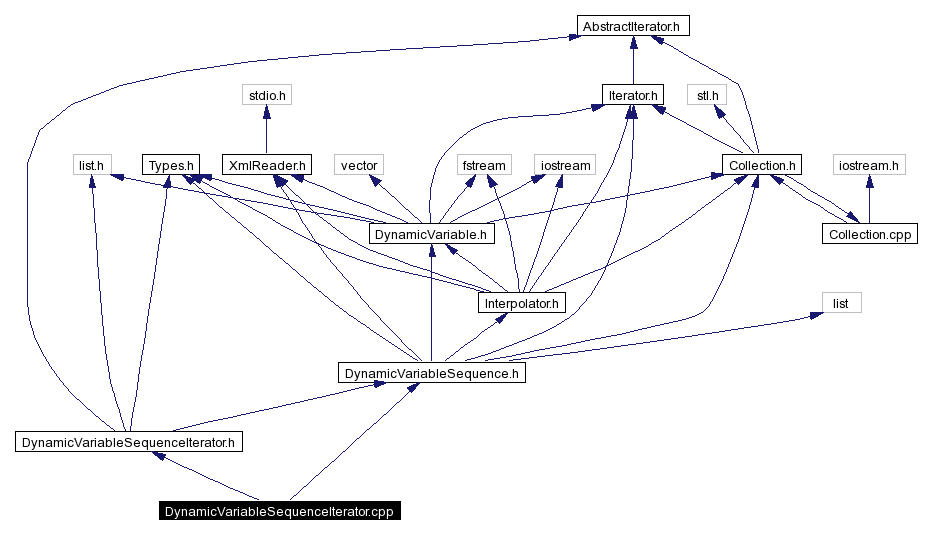 AbstractIterator.h
stdio.h
Iterator.h
stl.h
list.h
Types.h
XmlReader.h
vector
fstream
iostream
Collection.h
iostream.h
DynamicVariable.h
Collection.cpp
Interpolator.h
list
DynamicVariableSequence.h
DynamicVariableSequenceIterator.h
DynamicVariableSequenceIterator.cpp